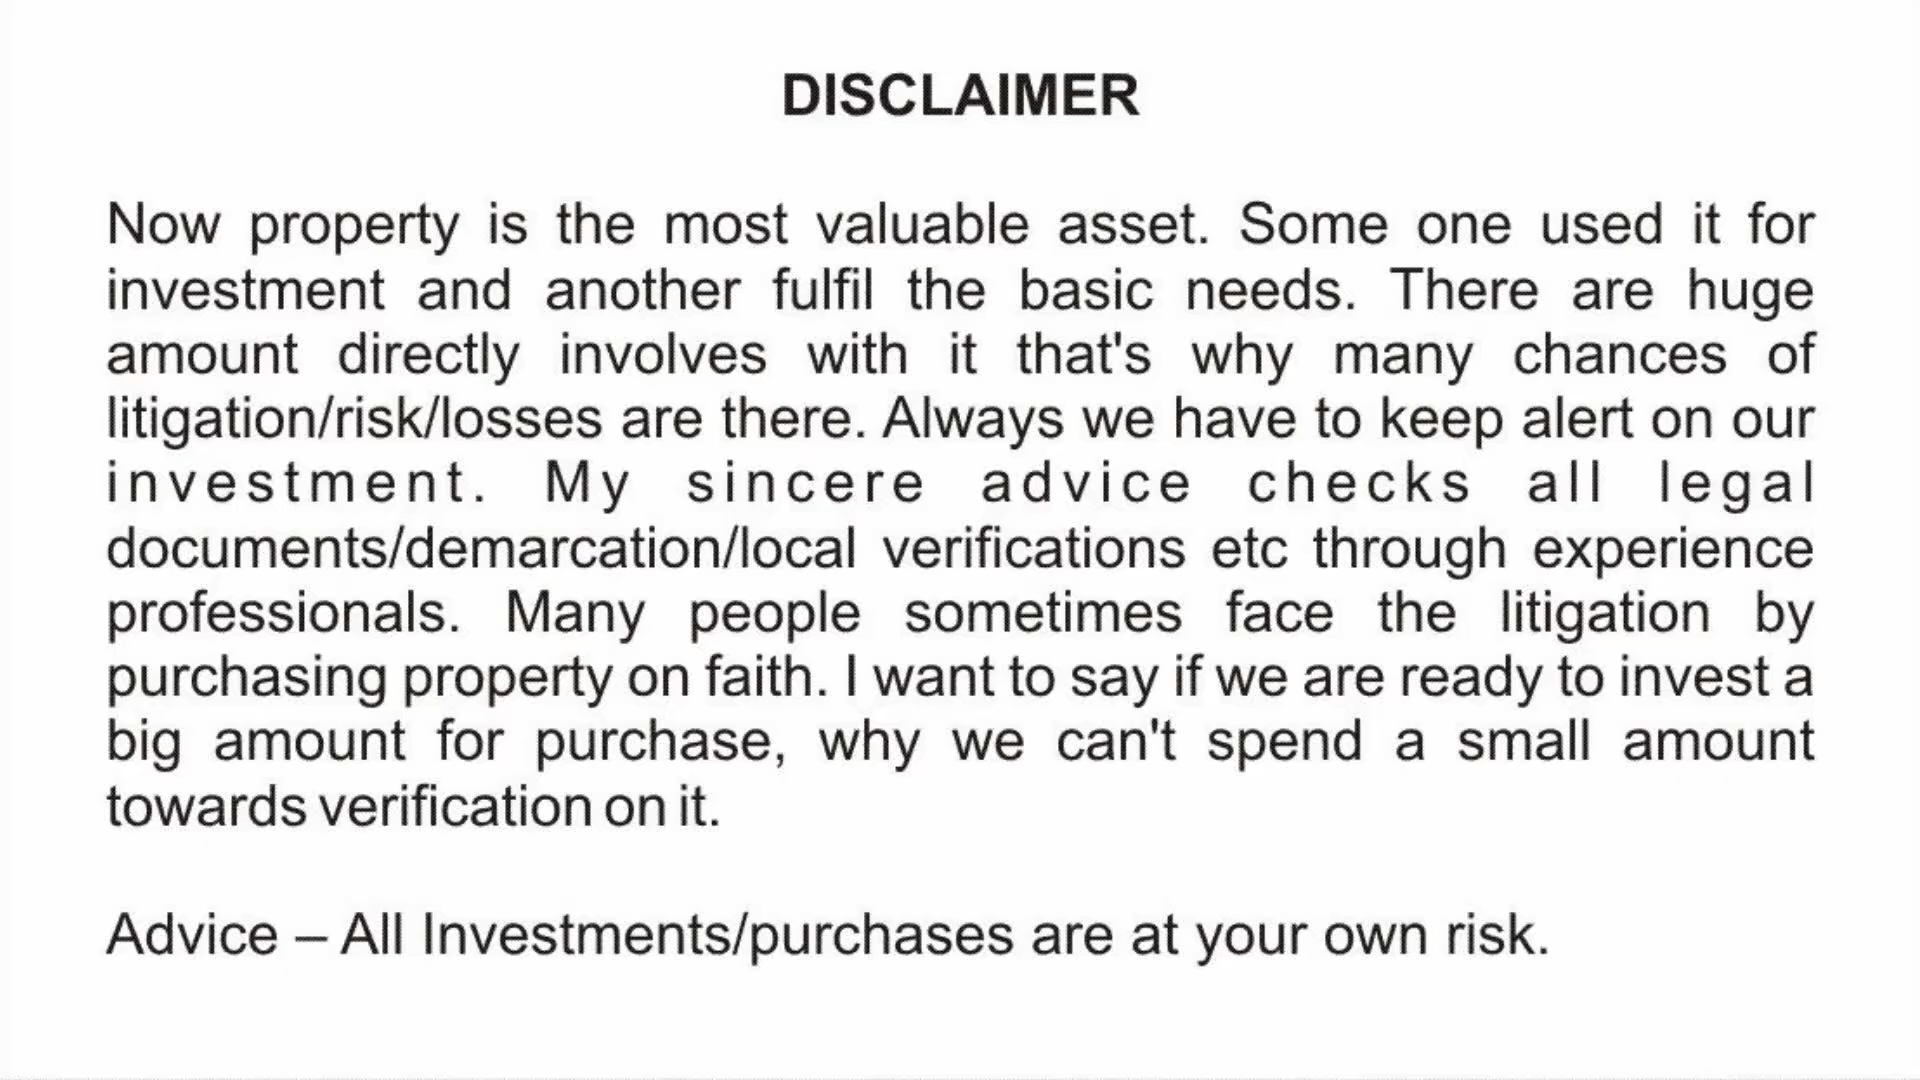 DISCLAIMER
Now property is the most valuable asset. Some one used it for
investment and another fulfil the basic needs. There are huge
amount directly involves with it that's why many chances of
litigation/risk/losses are there. Always we have to keep alert on our
investment. My sincere advice checks all legal
documents/demarcation/local verifications etc through experience
professionals. Many people sometimes face the litigation by
purchasing property on faith. I want to say if we are ready to invest a
big amount for purchase, why we can't spend a small amount
towards verification on it.
Advice – All Investments/purchases are at your own risk.